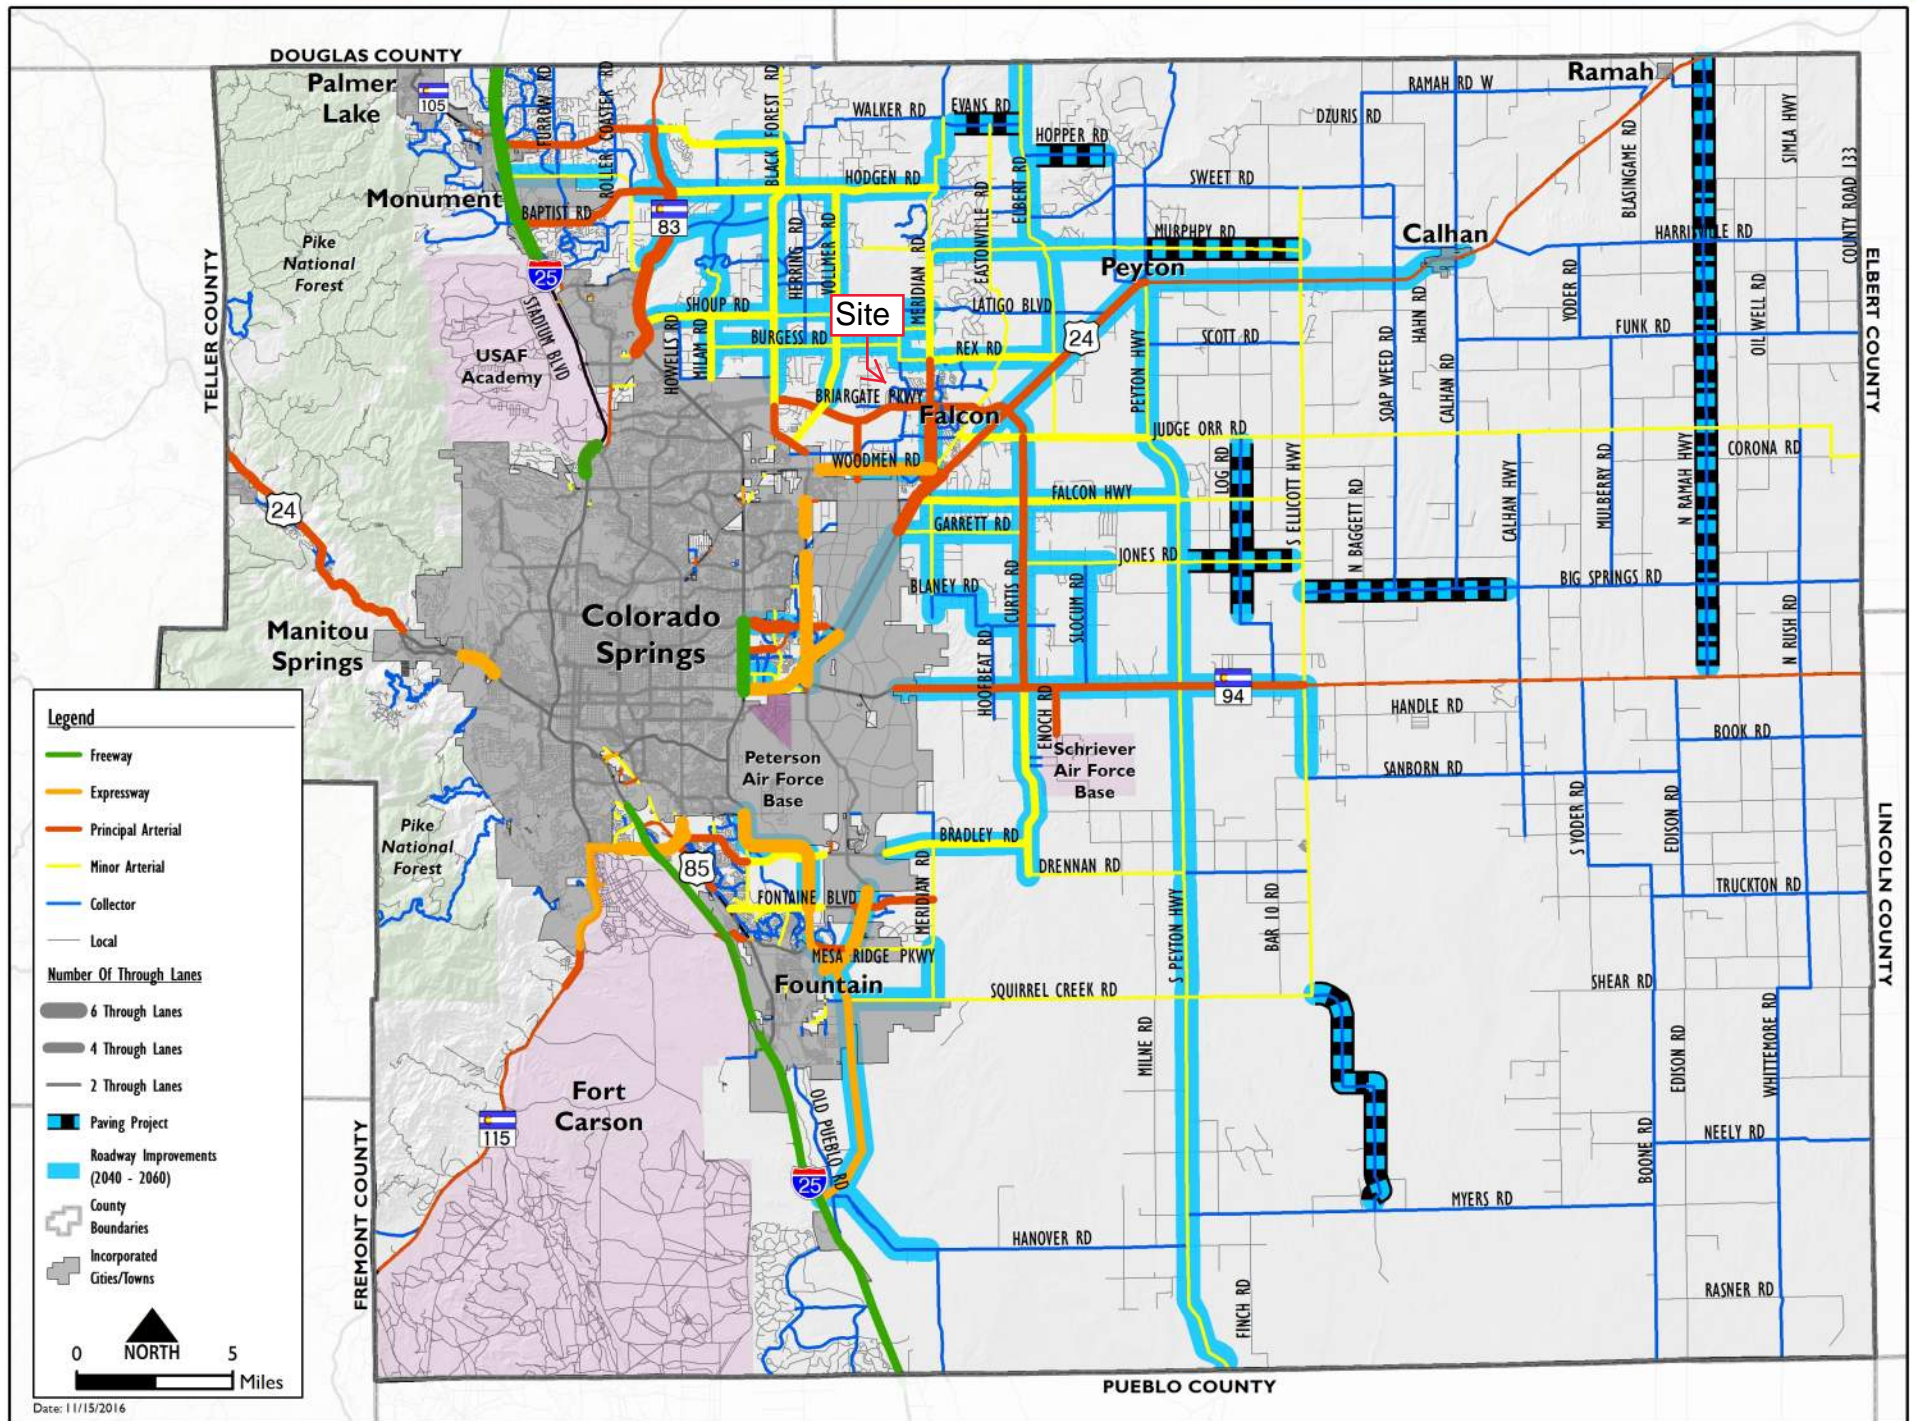 DOUGLAS COUNTY
Palmer
Lake
105
FURROW RD
ROLLER COASTER RD
BLACK FOREST RD
WALKER RD
EVANS RD
HOPPER RD
RAMAH RD W
Ramah
DZURIS RD
BLASINGAME RD
SIMLA HWY
COUNTY ROAD 133
Monument
BAPTIST RD
83
HODGEN RD
SWEET RD
EASTONVILLE RD
ELBERT RD
MURPHPY RD
Calhan
HARRISVILLE RD
Pike
National
Forest
25
STADIUM BLVD
HERRING RD
VOLLMER RD
MERIDIAN RD
Peyton
YODER RD
OIL WELL RD
ELBERT COUNTY
TELLER COUNTY
Site
SHOUP RD
LATIGO BLVD
HAHN RD
FUNK RD
USAF
Academy
HOWELLS RD
MILAM RD
BURGESS RD
REX RD
24
SCOTT RD
PEYTON HWY
SOAP WEED RD
CALHAN RD
BRIARGATE PKWY
Falcon
JUDGE ORR RD
WOODMEN RD
LOG RD
S ELLICOTT HWY
N BAGGETT RD
CALHAN HWY
MULBERRY RD
N RAMAH HWY
CORONA RD
24
FALCON HWY
GARRETT RD
JONES RD
BLANEY RD
CURTIS RD
SLOCUM RD
BIG SPRINGS RD
Manitou
Springs
Colorado
Springs
HOOFBEAT RD
N RUSH RD
94
ENOCH RD
HANDLE RD
BOOK RD
Peterson
Air Force
Base
Schriever
Air Force
Base
SANBORN RD
S YODER RD
EDISON RD
LINCOLN COUNTY
Pike
National
Forest
85
BRADLEY RD
DRENNAN RD
FONTAINE BLVD
MERIDIAN RD
S PEYTON HWY
BAR 10 RD
TRUCKTON RD
MESA RIDGE PKWY
Fountain
SQUIRREL CREEK RD
SHEAR RD
MILNE RD
EDISON RD
WHITTEMORE RD
Fort
Carson
115
OLD PUEBLO RD
25
BOONE RD
NEELY RD
MYERS RD
HANOVER RD
FINCH RD
RASNER RD
FREMONT COUNTY
PUEBLO COUNTY
Legend
Freeway
Expressway
Principal Arterial
Minor Arterial
Collector
Local
Number Of Through Lanes
6 Through Lanes
4 Through Lanes
2 Through Lanes
Paving Project
Roadway Improvements
(2040 - 2060)
County
Boundaries
Incorporated
Cities/Towns
0 NORTH 5
Miles
Date: 11/15/2016